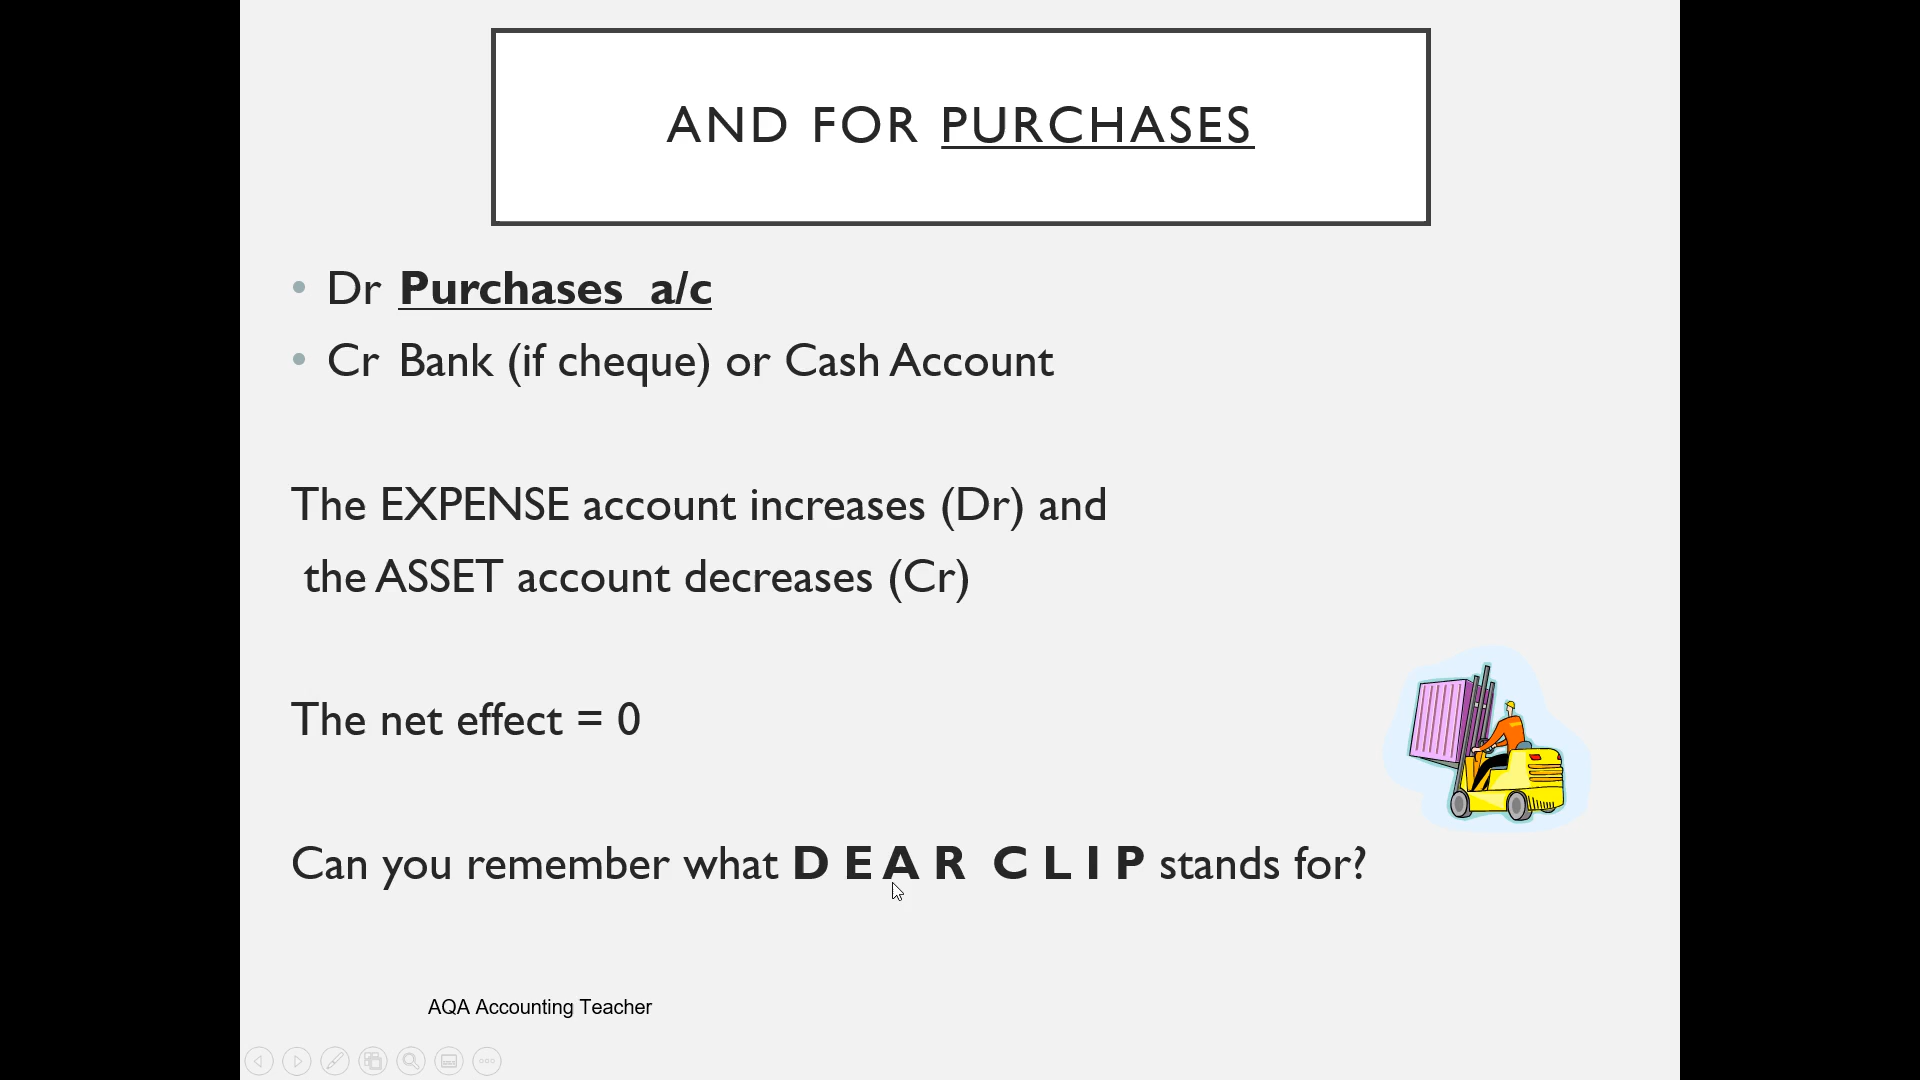 AND FOR PURCHASES
• Dr Purchases a/c
• Cr Bank (if cheque) or Cash Account
The EXPENSE account increases (Dr) and
the ASSET account decreases (Cr)
The net effect = 0
Can you remember what D E A R C L I P stands for?
AQA Accounting Teacher